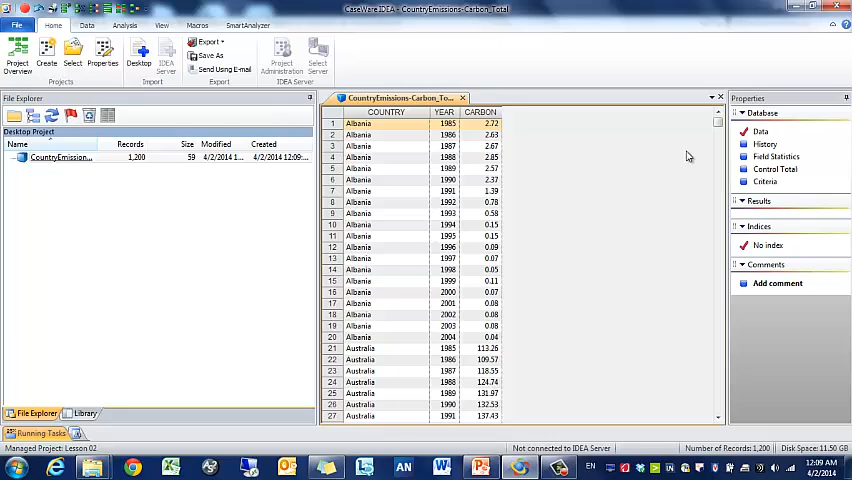 CaseWare IDEA - CountryEmissions-Carbon_Total
File Home Data Analysis View Macros SmartAnalyzer
Project Overview
Create
Select
Properties
Projects
Desktop
IDEA Server
Import
Export
Save As
Send Using E-mail
Export
Project Administration
Select Server
IDEA Server
File Explorer
Desktop Project
Name Records Size Modified Created
CountryEmission... 1,200 59 4/2/2014 1... 4/2/2014 12:09:...
File Explorer Library
CountryEmissions-Carbon_To...
COUNTRY YEAR CARBON
1 Albania 1985 2.72
2 Albania 1986 2.63
3 Albania 1987 2.67
4 Albania 1988 2.85
5 Albania 1989 2.57
6 Albania 1990 2.37
7 Albania 1991 1.39
8 Albania 1992 0.78
9 Albania 1993 0.58
10 Albania 1994 0.15
11 Albania 1995 0.15
12 Albania 1996 0.09
13 Albania 1997 0.07
14 Albania 1998 0.05
15 Albania 1999 0.11
16 Albania 2000 0.07
17 Albania 2001 0.08
18 Albania 2002 0.08
19 Albania 2003 0.08
20 Albania 2004 0.04
21 Australia 1985 113.26
22 Australia 1986 109.57
23 Australia 1987 118.55
24 Australia 1988 124.74
25 Australia 1989 131.97
26 Australia 1990 132.53
27 Australia 1991 137.43
Properties
Database
Data
History
Field Statistics
Control Total
Criteria
Results
Indices
No index
Comments
Add comment
Running Tasks
Managed Project: Lesson 02
Not connected to IDEA Server
Number of Records: 1,200
Disk Space: 11.50 GB
AN
EN
12:09 AM
4/2/2014